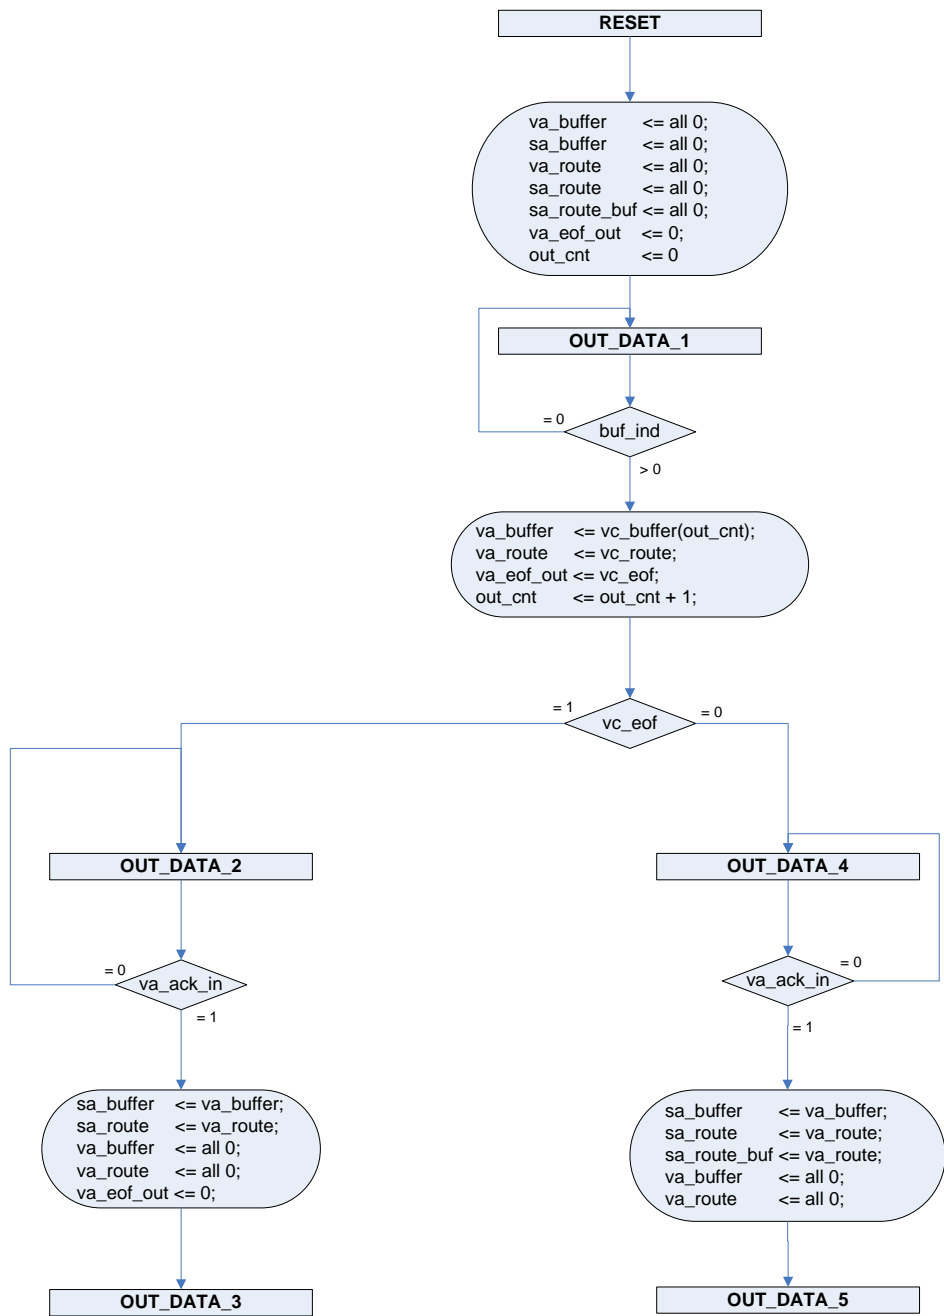 RESET
va_buffer <= all 0;
sa_buffer <= all 0;
va_route <= all 0;
sa_route <= all 0;
sa_route_buf <= all 0;
va_eof_out <= 0;
out_cnt <= 0
OUT_DATA_1
= 0
buf_ind
> 0
va_buffer <= vc_buffer(out_cnt);
va_route <= vc_route;
va_eof_out <= vc_eof;
out_cnt <= out_cnt + 1;
= 1
vc_eof
= 0
OUT_DATA_2
= 0
va_ack_in
= 1
sa_buffer <= va_buffer;
sa_route <= va_route;
va_buffer <= all 0;
va_route <= all 0;
va_eof_out <= 0;
OUT_DATA_3
OUT_DATA_4
va_ack_in
= 0
= 1
sa_buffer <= va_buffer;
sa_route <= va_route;
sa_route_buf <= va_route;
va_buffer <= all 0;
va_route <= all 0;
OUT_DATA_5